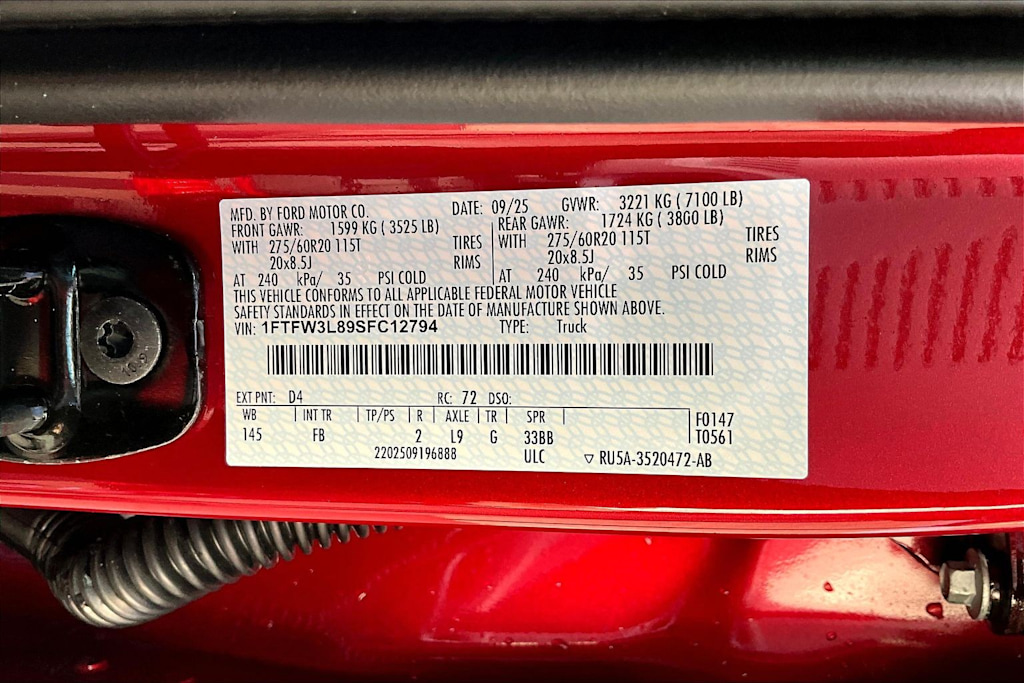 MFD. BY FORD MOTOR CO. DATE: 09/25 GVWR: 3221 KG ( 7100 LB)
FRONT GAWR: 1599 KG ( 3525 LB) REAR GAWR: 1724 KG ( 3800 LB)
WITH 275/60R20 115T TIRES WITH 275/60R20 115T TIRES
20x8.5J RIMS 20x8.5J RIMS
AT 240 kPa/ 35 PSI COLD AT 240 kPa/ 35 PSI COLD
THIS VEHICLE CONFORMS TO ALL APPLICABLE FEDERAL MOTOR VEHICLE
SAFETY STANDARDS IN EFFECT ON THE DATE OF MANUFACTURE SHOWN ABOVE.
VIN: 1FTFW3L89SFC12794 TYPE: Truck
EXT PNT: D4 RC: 72 DSO:
WB INT TR TP/PS R AXLE TR SPR F0147
145 FB 2 L9 G 33BB T0561
2202509196888 ULC ▽ RU5A-3520472-AB